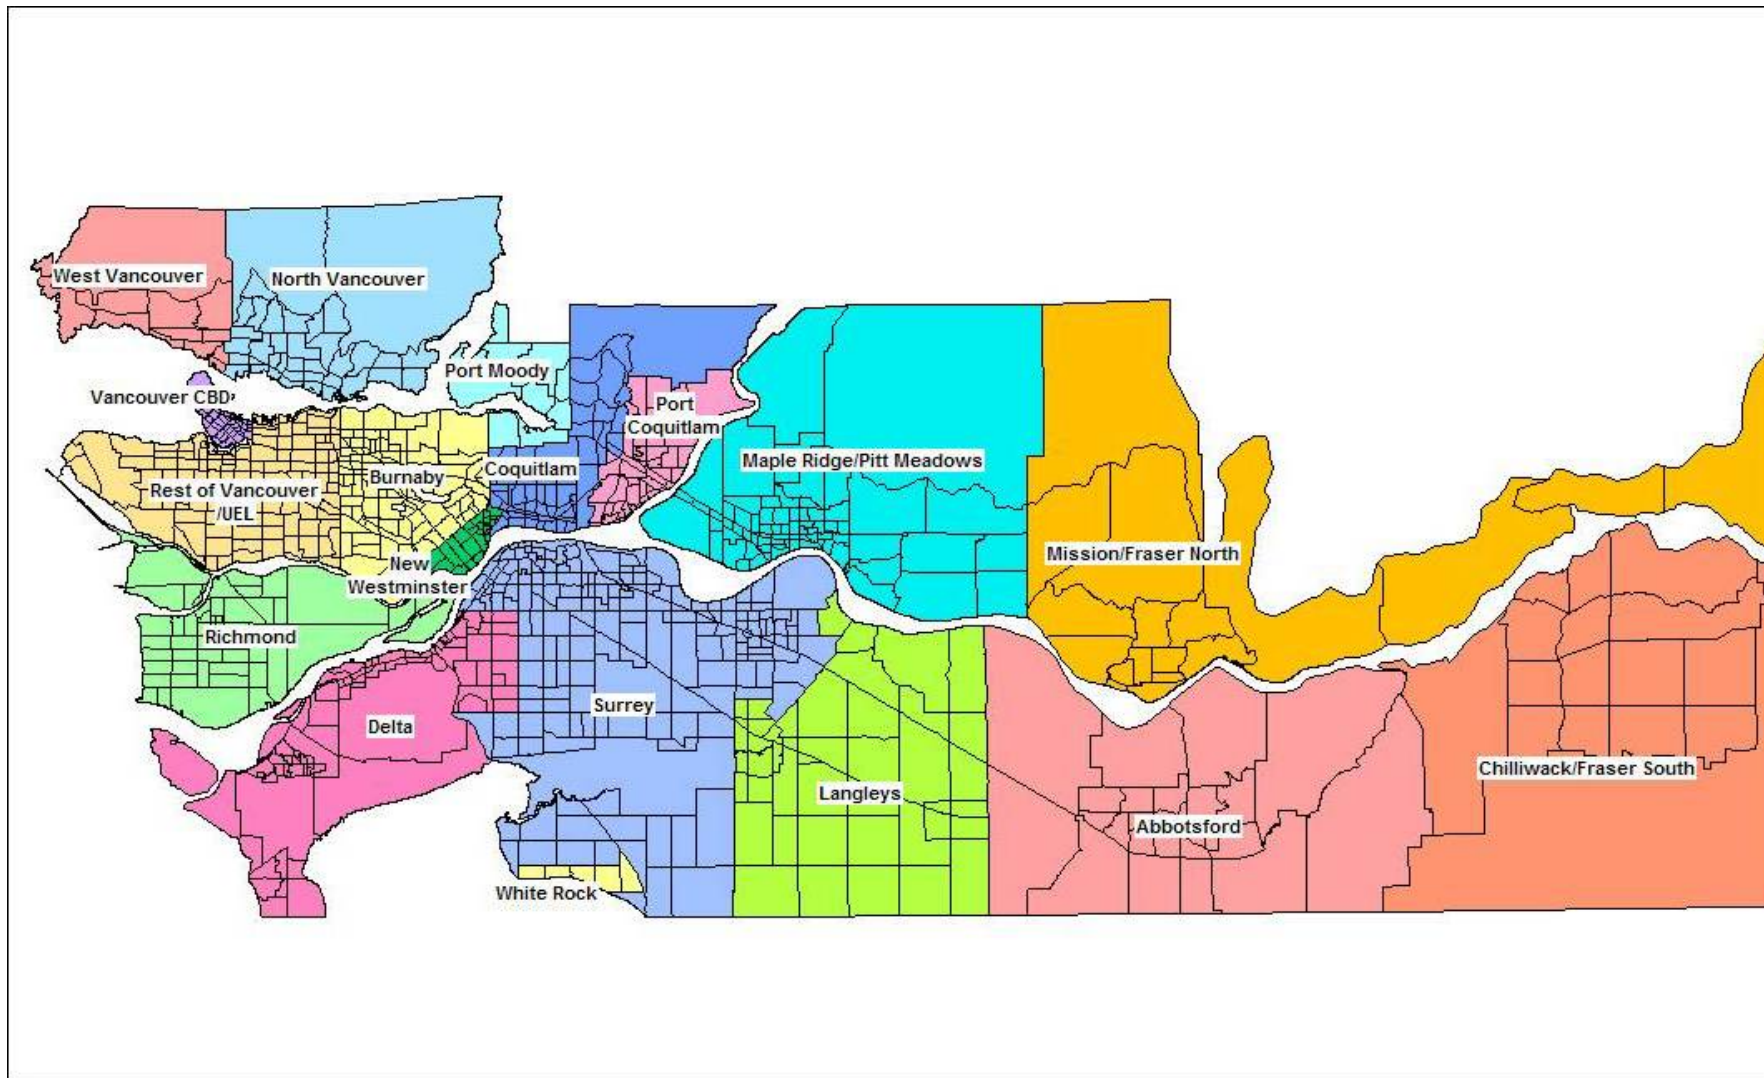 West Vancouver
North Vancouver
Port Moody
Vancouver CBD
Port
Coquitlam
Burnaby
Coquitlam
Maple Ridge/Pitt Meadows
Rest of Vancouver
/UEL
Mission/Fraser North
New
Westminster
Richmond
Surrey
Delta
Chilliwack/Fraser South
Langleys
Abbotsford
White Rock